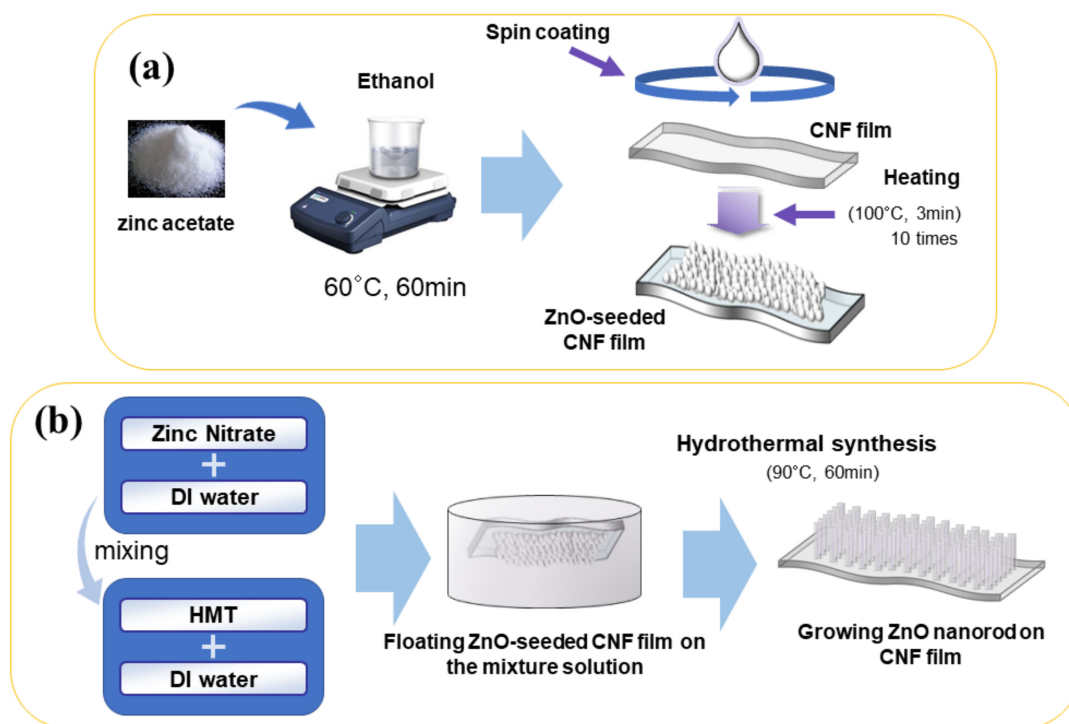 (a)
Spin coating
Ethanol
zinc acetate
60°C, 60min
CNF film
Heating
(100°C, 3min)
10 times
ZnO-seeded
CNF film
(b)
Zinc Nitrate
+
DI water
mixing
HMT
+
DI water
Floating ZnO-seeded CNF film on
the mixture solution
Hydrothermal synthesis
(90°C, 60min)
Growing ZnO nanorod on
CNF film